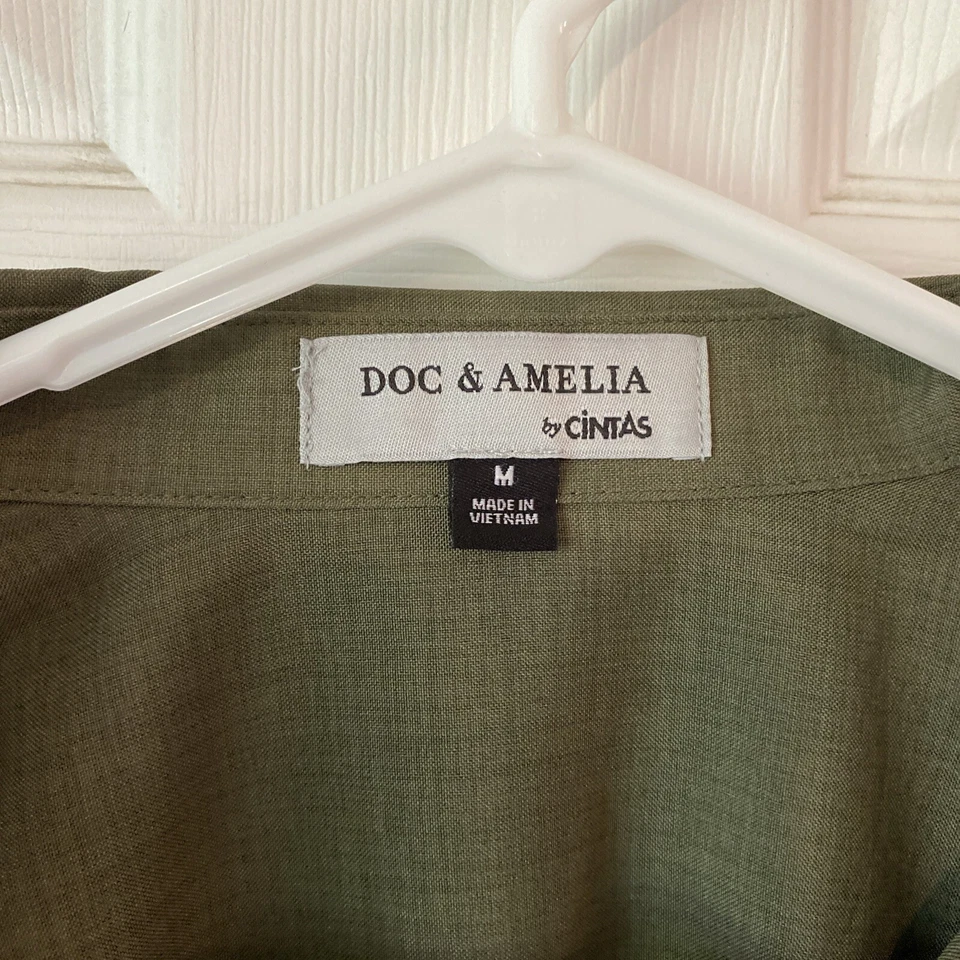 DOC & AMELIA
by CiNTAS
M
MADE IN
VIETNAM